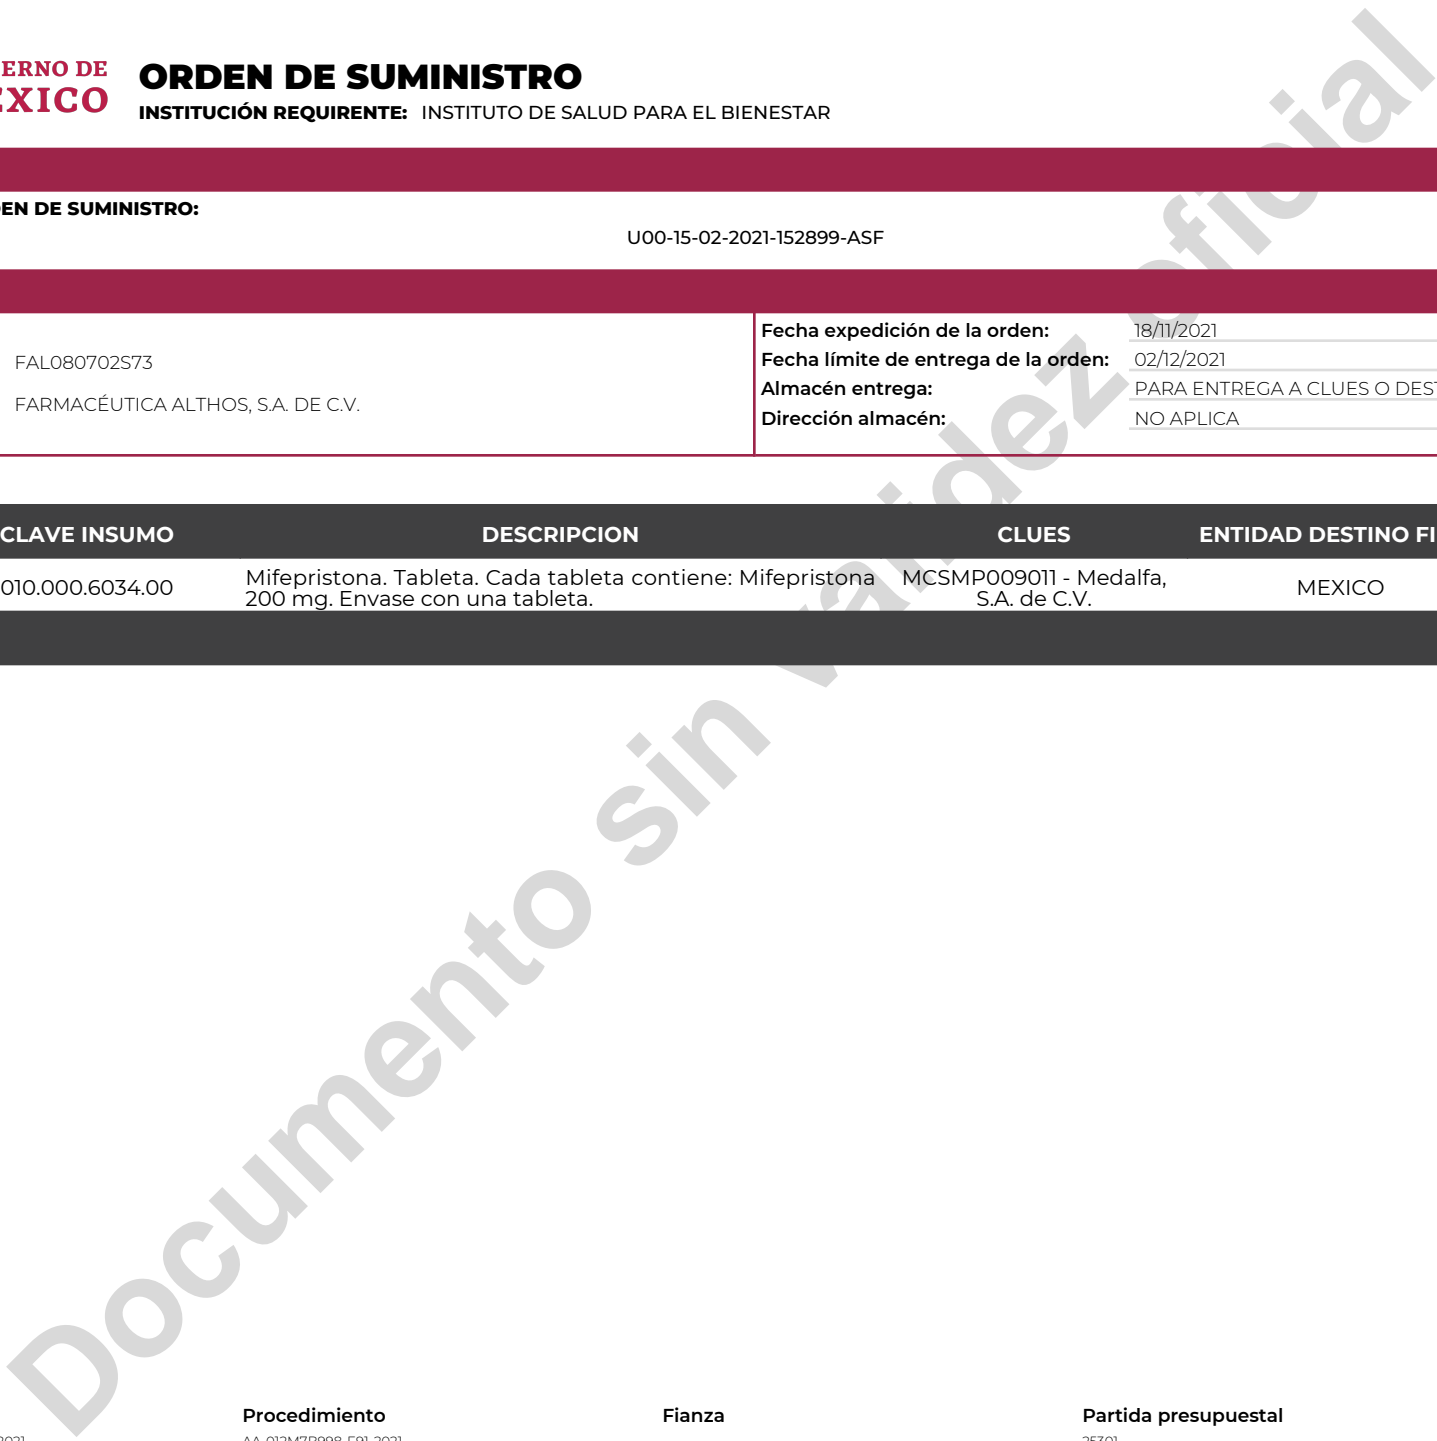 ERNO DE
EXICO
ORDEN DE SUMINISTRO
INSTITUCIÓN REQUIRENTE: INSTITUTO DE SALUD PARA EL BIENESTAR
EN DE SUMINISTRO:
U00-15-02-2021-152899-ASF
FAL080702S73
FARMACÉUTICA ALTHOS, S.A. DE C.V.
Fecha expedición de la orden: 18/11/2021
Fecha límite de entrega de la orden: 02/12/2021
Almacén entrega: PARA ENTREGA A CLUES O DEST
Dirección almacén: NO APLICA
CLAVE INSUMO DESCRIPCION CLUES ENTIDAD DESTINO FI
010.000.6034.00
Mifepristona. Tableta. Cada tableta contiene: Mifepristona
200 mg. Envase con una tableta.
MCSMP009011 - Medalfa,
S.A. de C.V.
MEXICO
Documento sin validez oficial
Procedimiento Fianza Partida presupuestal